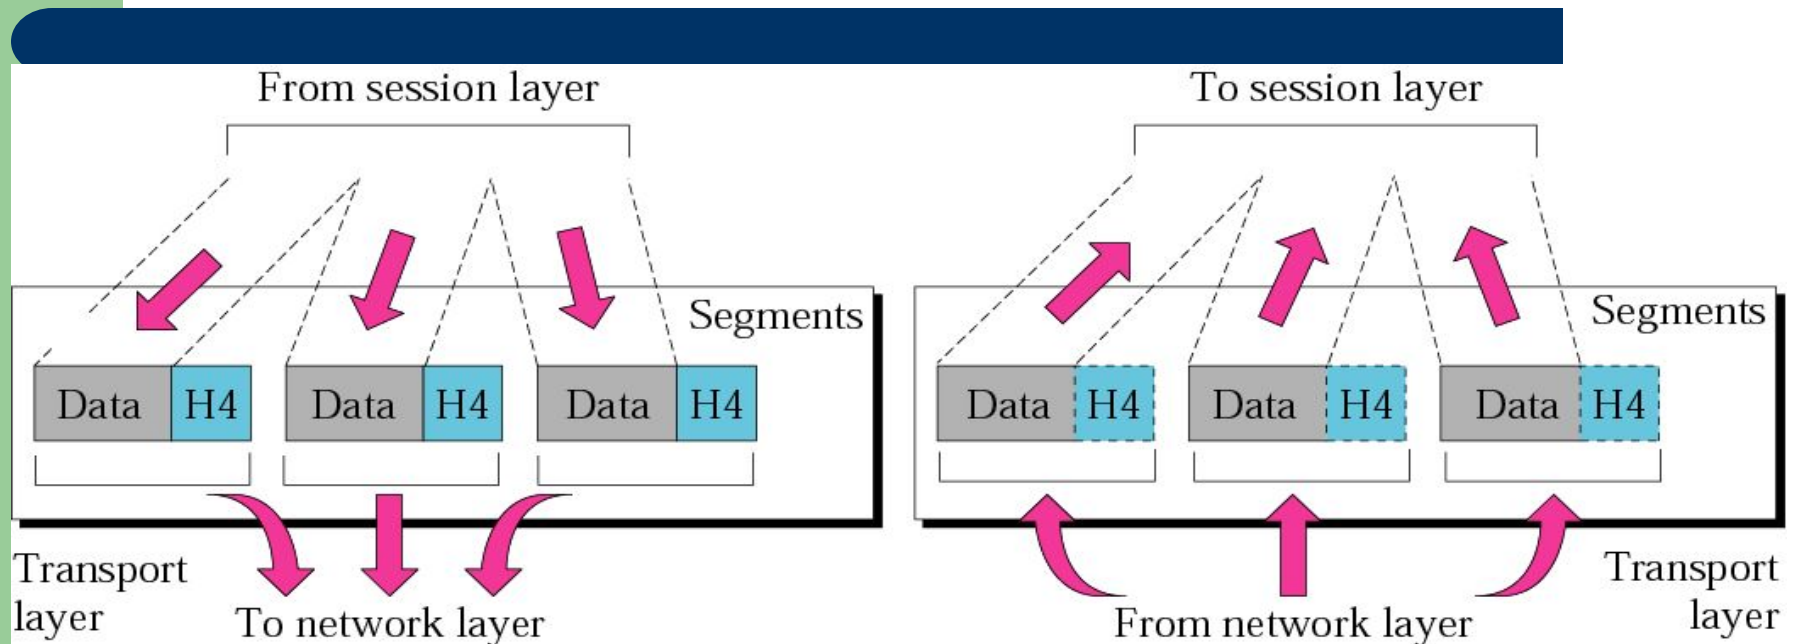 From session layer
Segments
Data H4 Data H4 Data H4
Transport
layer
To network layer
To session layer
Segments
Data H4 Data H4 Data H4
From network layer
Transport
layer